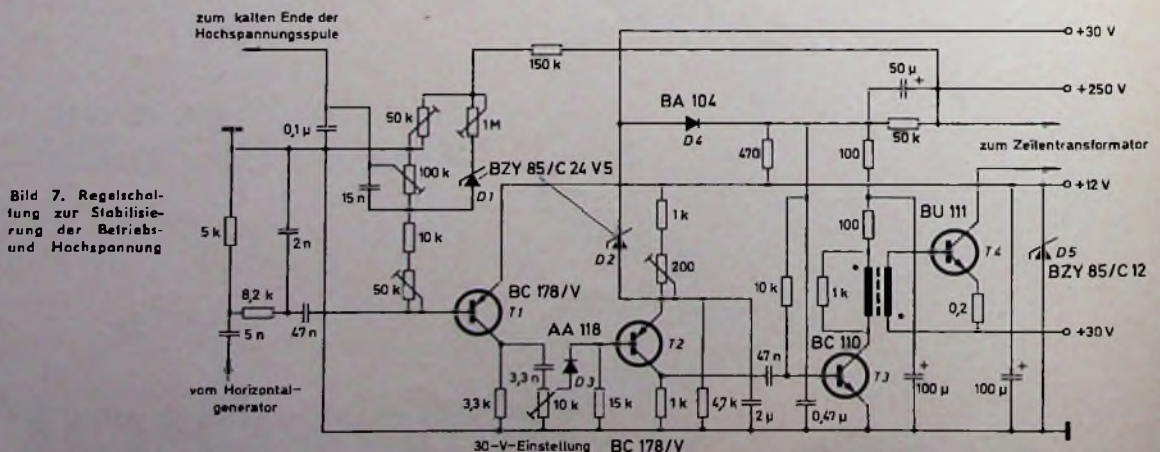 zum kalten Ende der
Hochspannungsspule
150 k
+30 V
50 µ
+
+250 V
BA 104
D4
50 k
zum Zeilentransformator
0,1 µ
50 k
1M
BZY 85/C 24 V5
D1
100 k
15 n
470
100
+12 V
Bild 7. Regelschal-
tung zur Stabilisie-
rung der Betriebs-
und Hochspannung
5 k
2 n
10 k
1 k
D2
200
100
BU 111
T4
D5
BZY 85/C 12
8,2 k
47 n
50 k
BC 178/V
T1
10 k
1 k
0,2
5 n
AA 118
T2
BC 110
+30 V
vom Horizontal-
generator
3,3 n
D3
47 n
T3
3,3 k
10 k
15 k
1 k
4,7 k
2 µ
0,47 µ
+
100 µ
+
100 µ
30-V-Einstellung
BC 178/V